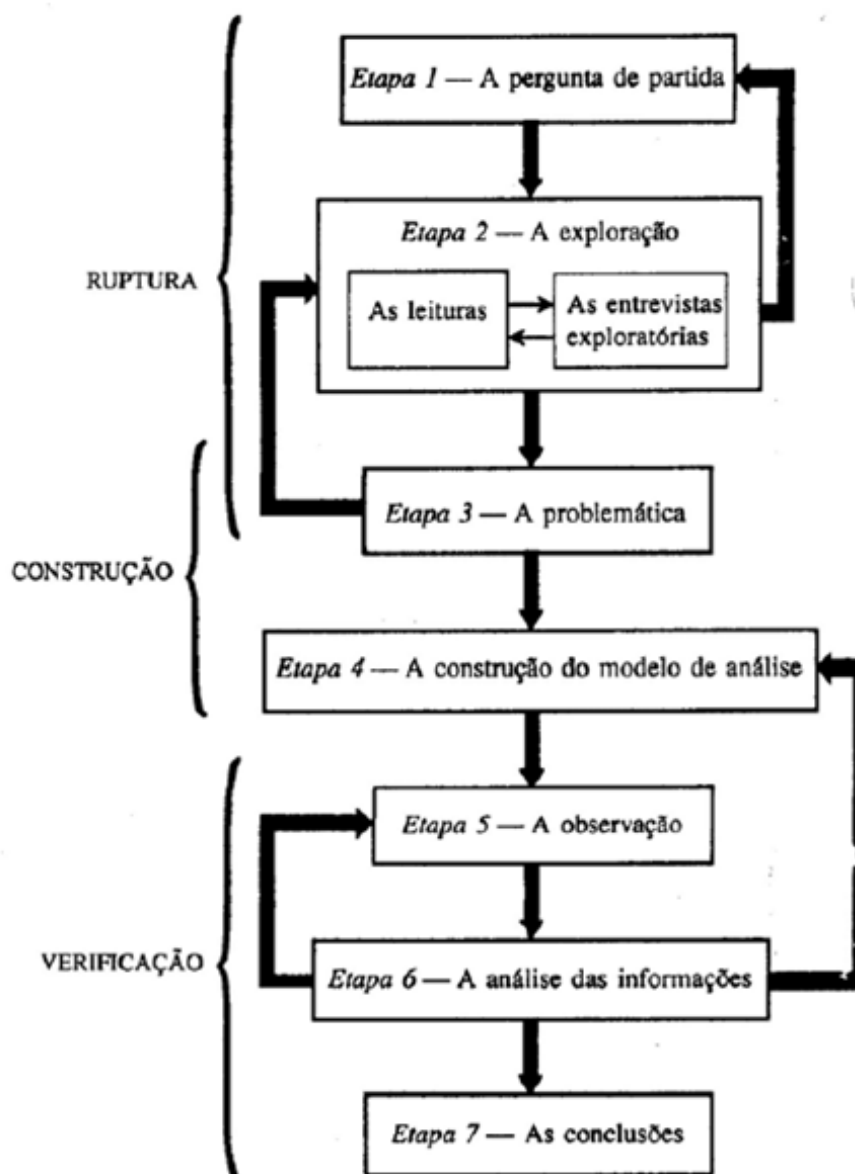 Etapa 1 — A pergunta de partida
Etapa 2 — A exploração
RUPTURA
As leituras
As entrevistas
exploratórias
Etapa 3 — A problemática
CONSTRUÇÃO
Etapa 4 — A construção do modelo de análise
Etapa 5 — A observação
VERIFICAÇÃO
Etapa 6 — A análise das informações
Etapa 7 — As conclusões